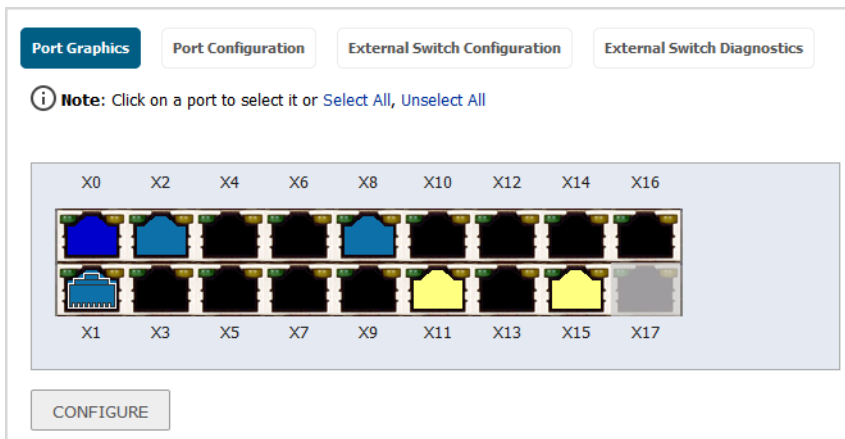 Port Graphics Port Configuration External Switch Configuration External Switch Diagnostics
i Note: Click on a port to select it or Select All, Unselect All
X0 X2 X4 X6 X8 X10 X12 X14 X16
X1 X3 X5 X7 X9 X11 X13 X15 X17
CONFIGURE